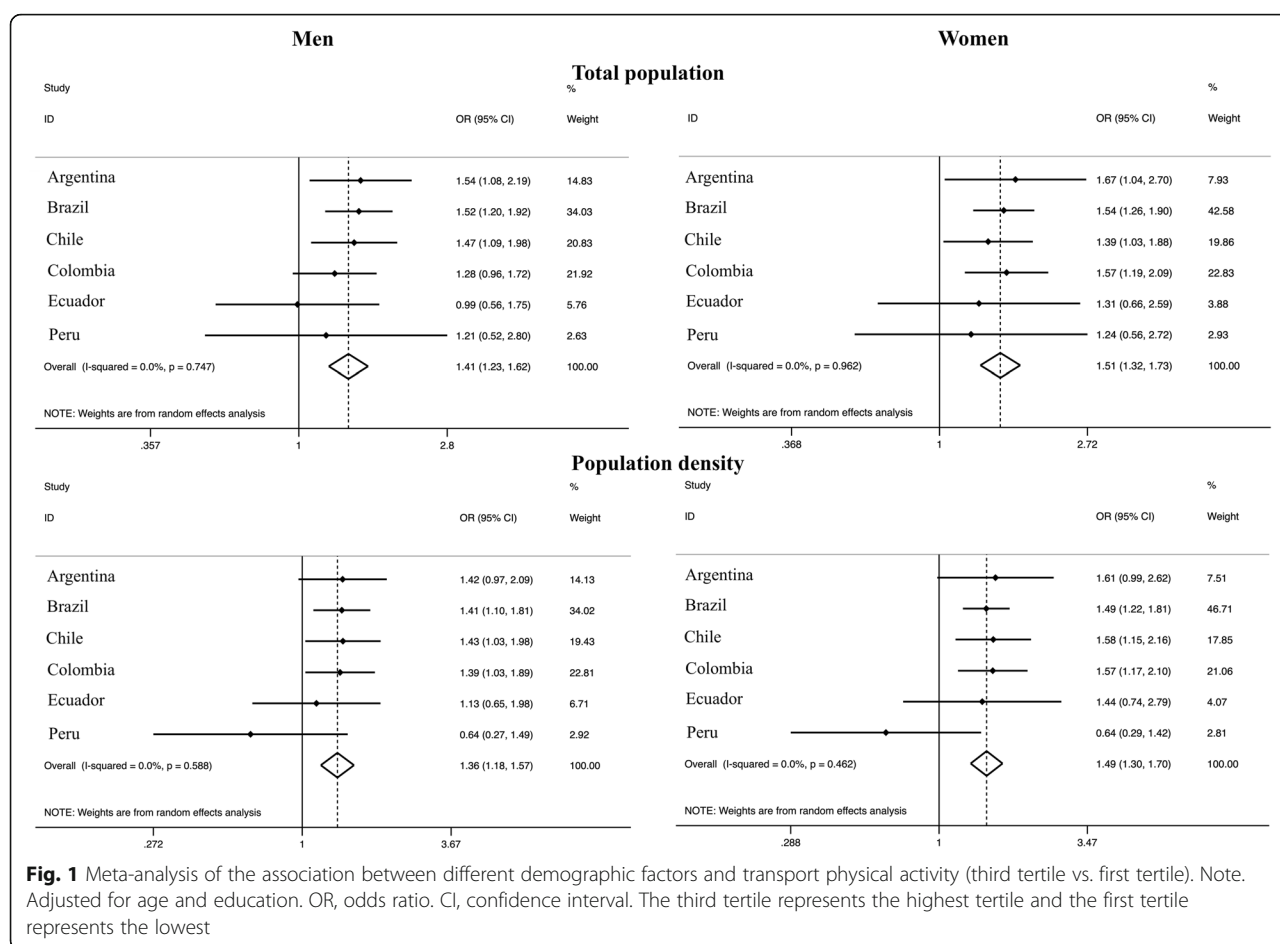 Men
Women
Total population
Study
%
ID
OR (95% CI)
Weight
Argentina
1.54 (1.08, 2.19)
14.83
Brazil
1.52 (1.20, 1.92)
34.03
Chile
1.47 (1.09, 1.98)
20.83
Colombia
1.28 (0.96, 1.72)
21.92
Ecuador
0.99 (0.56, 1.75)
5.76
Peru
1.21 (0.52, 2.80)
2.63
Overall (I-squared = 0.0%, p = 0.747)
1.41 (1.23, 1.62)
100.00
NOTE: Weights are from random effects analysis
.357
1
2.8
%
ID
OR (95% CI)
Weight
Argentina
1.67 (1.04, 2.70)
7.93
Brazil
1.54 (1.26, 1.90)
42.58
Chile
1.39 (1.03, 1.88)
19.86
Colombia
1.57 (1.19, 2.09)
22.83
Ecuador
1.31 (0.66, 2.59)
3.88
Peru
1.24 (0.56, 2.72)
2.93
Overall (I-squared = 0.0%, p = 0.962)
1.51 (1.32, 1.73)
100.00
NOTE: Weights are from random effects analysis
.368
1
2.72
Population density
Study
%
ID
OR (95% CI)
Weight
Argentina
1.42 (0.97, 2.09)
14.13
Brazil
1.41 (1.10, 1.81)
34.02
Chile
1.43 (1.03, 1.98)
19.43
Colombia
1.39 (1.03, 1.89)
22.81
Ecuador
1.13 (0.65, 1.98)
6.71
Peru
0.64 (0.27, 1.49)
2.92
Overall (I-squared = 0.0%, p = 0.588)
1.36 (1.18, 1.57)
100.00
NOTE: Weights are from random effects analysis
.272
1
3.67
Study
%
ID
OR (95% CI)
Weight
Argentina
1.61 (0.99, 2.62)
7.51
Brazil
1.49 (1.22, 1.81)
46.71
Chile
1.58 (1.15, 2.16)
17.85
Colombia
1.57 (1.17, 2.10)
21.06
Ecuador
1.44 (0.74, 2.79)
4.07
Peru
0.64 (0.29, 1.42)
2.81
Overall (I-squared = 0.0%, p = 0.462)
1.49 (1.30, 1.70)
100.00
NOTE: Weights are from random effects analysis
.288
1
3.47
Fig. 1 Meta-analysis of the association between different demographic factors and transport physical activity (third tertile vs. first tertile). Note.
Adjusted for age and education. OR, odds ratio. CI, confidence interval. The third tertile represents the highest tertile and the first tertile
represents the lowest